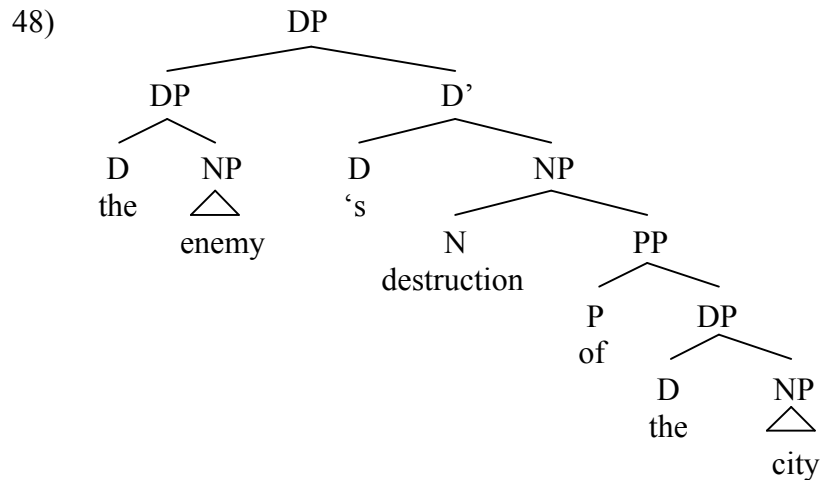 48) DP
DP D’
D NP D NP
the ‘s
enemy N PP
destruction
P DP
of
D NP
the
city